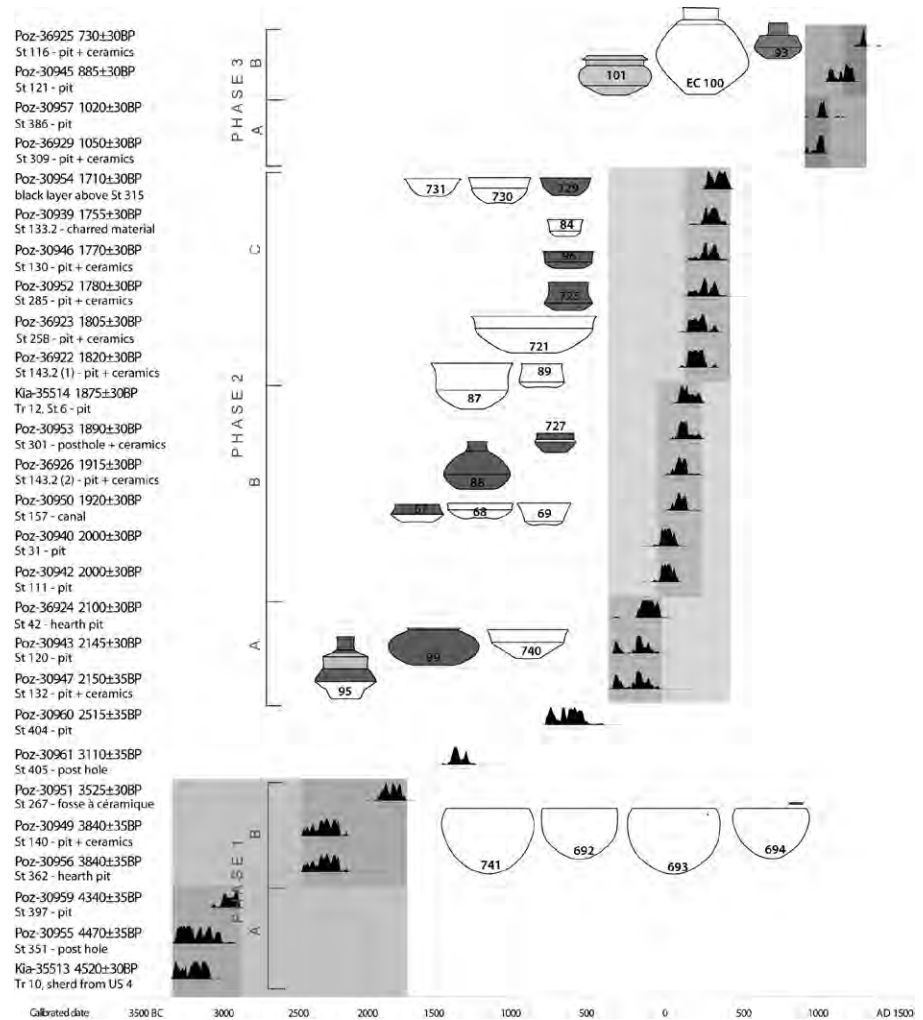 Poz-36925 730±30BP
St 116 - pit + ceramics
Poz-30945 885±30BP
St 121 - pit
Poz-30957 1020±30BP
St 386 - pit
Poz-36929 1050±30BP
St 309 - pit + ceramics
Poz-30954 1710±30BP
black layer above St 315
Poz-30939 1755±30BP
St 133.2 - charred material
Poz-30946 1770±30BP
St 130 - pit + ceramics
Poz-30952 1780±30BP
St 285 - pit + ceramics
Poz-36923 1805±30BP
St 258 - pit + ceramics
Poz-36922 1820±30BP
St 143.2 (1) - pit + ceramics
Kia-35514 1875±30BP
Tr 12, St 6 - pit
Poz-30953 1890±30BP
St 301 - posthole + ceramics
Poz-36926 1915±30BP
St 143.2 (2) - pit + ceramics
Poz-30950 1920±30BP
St 157 - canal
Poz-30940 2000±30BP
St 31 - pit
Poz-30942 2000±30BP
St 111 - pit
Poz-36924 2100±30BP
St 42 - hearth pit
Poz-30943 2145±30BP
St 120 - pit
Poz-30947 2150±30BP
St 132 - pit + ceramics
Poz-30960 2515±35BP
St 404 - pit
Poz-30961 3110±35BP
St 405 - post hole
Poz-30951 3525±30BP
St 267 - fosse à céramique
Poz-30949 3840±35BP
St 140 - pit + ceramics
Poz-30956 3840±35BP
St 362 - hearth pit
Poz-30959 4340±35BP
St 397 - pit
Poz-30955 4470±35BP
St 351 - post hole
Kia-35513 4520±30BP
Tr 10, sherd from US 4
PHASE 3
B
A
PHASE 2
C
B
A
PHASE 1
B
A
101
EC 100
93
731
730
729
84
96
725
721
87
89
727
88
67
68
69
95
99
740
741
692
693
694
Calibrated date 3500 BC 3000 2500 2000 1500 1000 500 0 500 1000 AD 1500